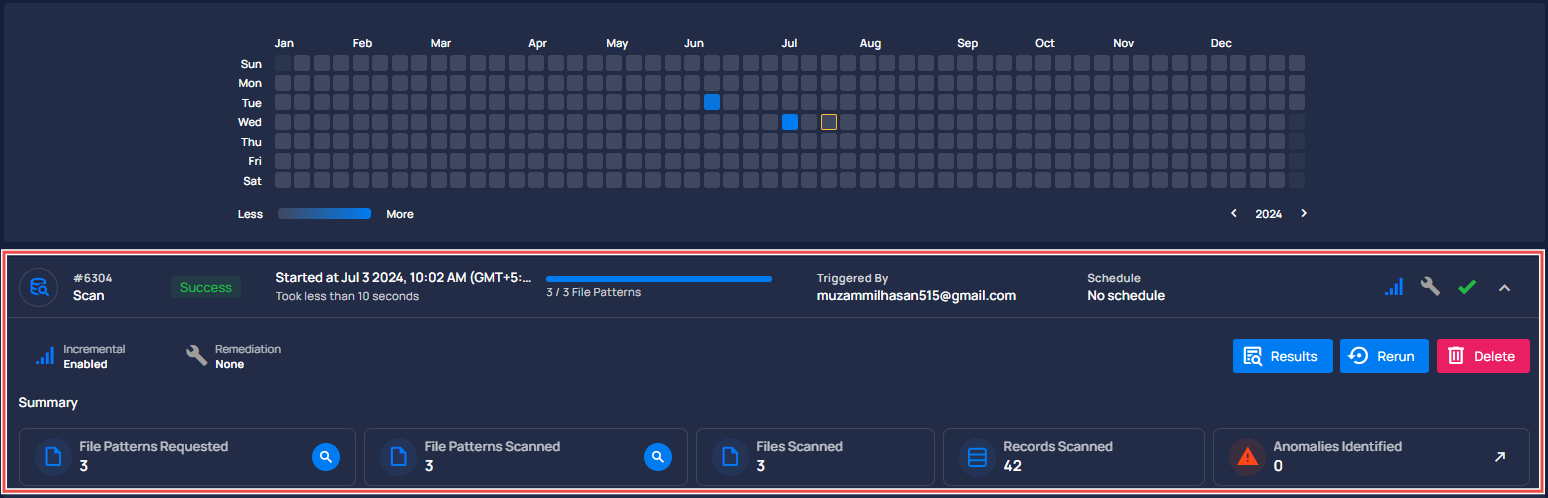 Jan Feb Mar Apr May Jun Jul Aug Sep Oct Nov Dec
Sun
Mon
Tue
Wed
Thu
Fri
Sat
Less More 2024
#6304
Scan
Success
Started at Jul 3 2024, 10:02 AM (GMT+5:...
Took less than 10 seconds
3 / 3 File Patterns
Triggered By
muzammilhasan515@gmail.com
Schedule
No schedule
Incremental
Enabled
Remediation
None
Results
Rerun
Delete
Summary
File Patterns Requested
3
File Patterns Scanned
3
Files Scanned
3
Records Scanned
42
Anomalies Identified
0